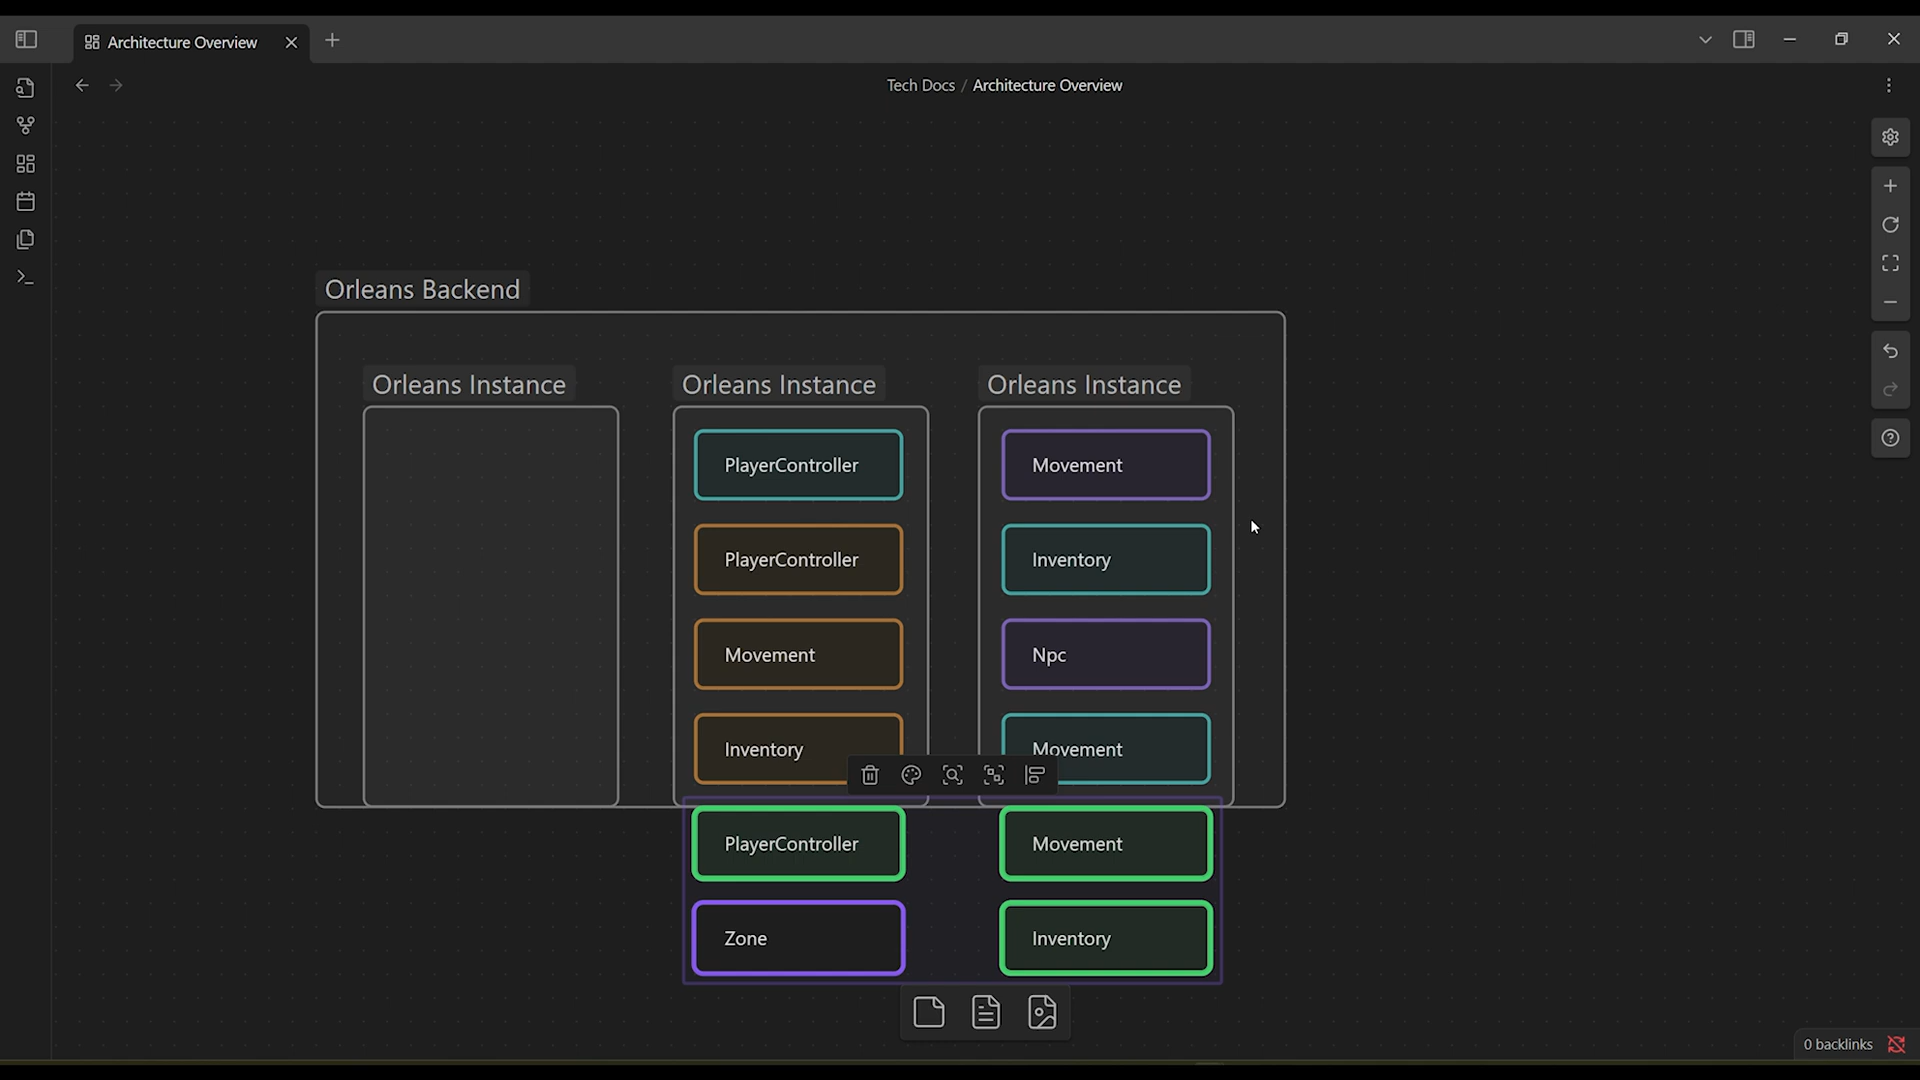 Architecture Overview
Tech Docs / Architecture Overview
Orleans Backend
Orleans Instance
Orleans Instance
PlayerController
PlayerController
Movement
Inventory
Orleans Instance
Movement
Inventory
Npc
Movement
PlayerController
Movement
Zone
Inventory
0 backlinks